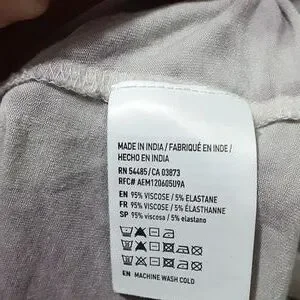 MADE IN INDIA / FABRIQUÉ EN INDE /
HECHO EN INDIA
RN 54485/CA 03873
RFC# AEM120605U9A
EN 95% VISCOSE / 5% ELASTANE
FR 95% VISCOSE / 5% ÉLASTHANNE
SP 95% viscosa / 5% elastano
EN MACHINE WASH COLD